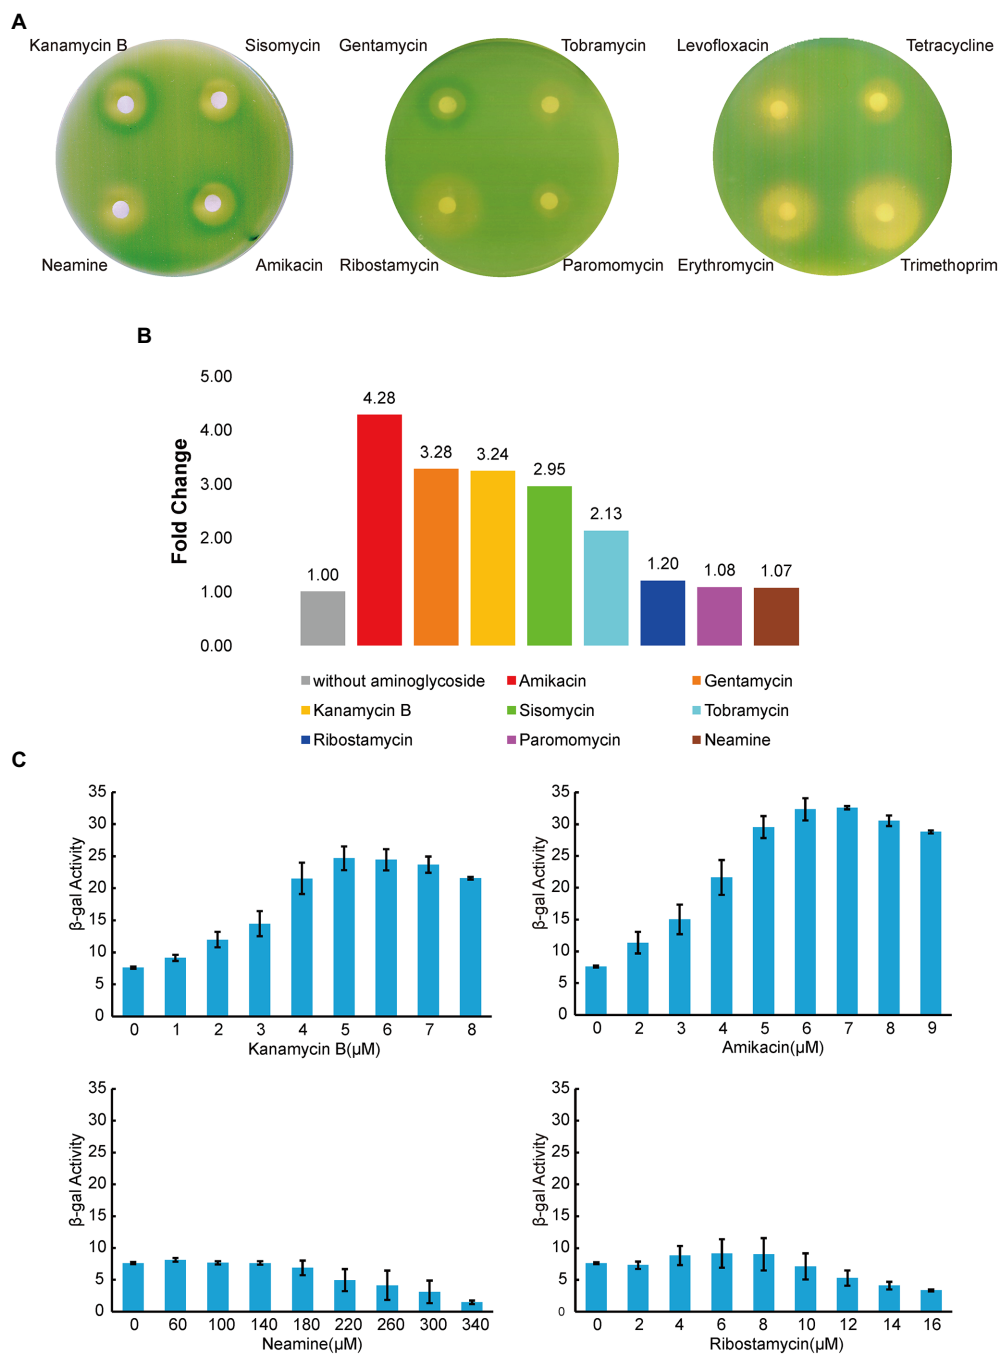 A
Kanamycin B Sisomycin Gentamycin Tobramycin Levofloxacin Tetracycline
Neamine Amikacin Ribostamycin Paromomycin Erythromycin Trimethoprim
B
Fold Change
5.00
4.00
3.00
2.00
1.00
0.00
1.00 4.28 3.28 3.24 2.95 2.13 1.20 1.08 1.07
without aminoglycoside Amikacin Gentamycin
Kanamycin B Sisomycin Tobramycin
Ribostamycin Paromomycin Neamine
C
β-gal Activity
35
30
25
20
15
10
5
0
0 1 2 3 4 5 6 7 8
Kanamycin B(μM)
β-gal Activity
35
30
25
20
15
10
5
0
0 2 3 4 5 6 7 8 9
Amikacin(μM)
β-gal Activity
35
30
25
20
15
10
5
0
0 60 100 140 180 220 260 300 340
Neamine(μM)
β-gal Activity
35
30
25
20
15
10
5
0
0 2 4 6 8 10 12 14 16
Ribostamycin(μM)